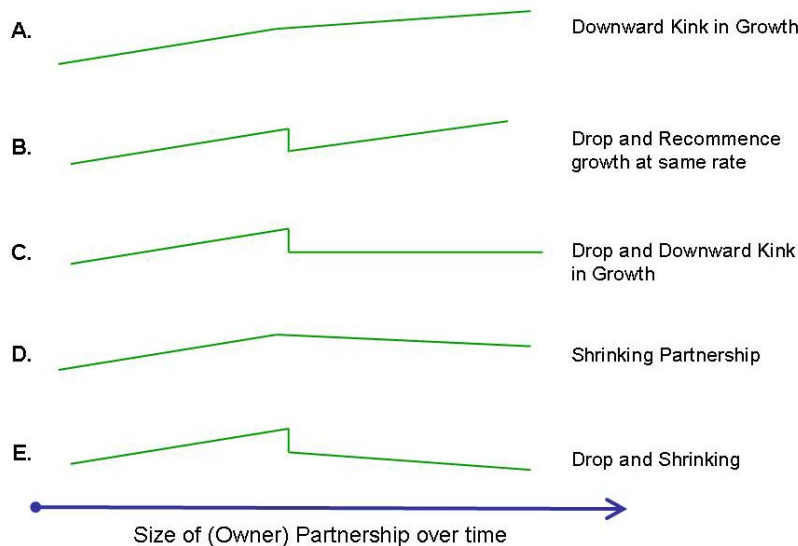 A.
Downward Kink in Growth
B.
Drop and Recommence
growth at same rate
C.
Drop and Downward Kink
in Growth
D.
Shrinking Partnership
E.
Drop and Shrinking
Size of (Owner) Partnership over time